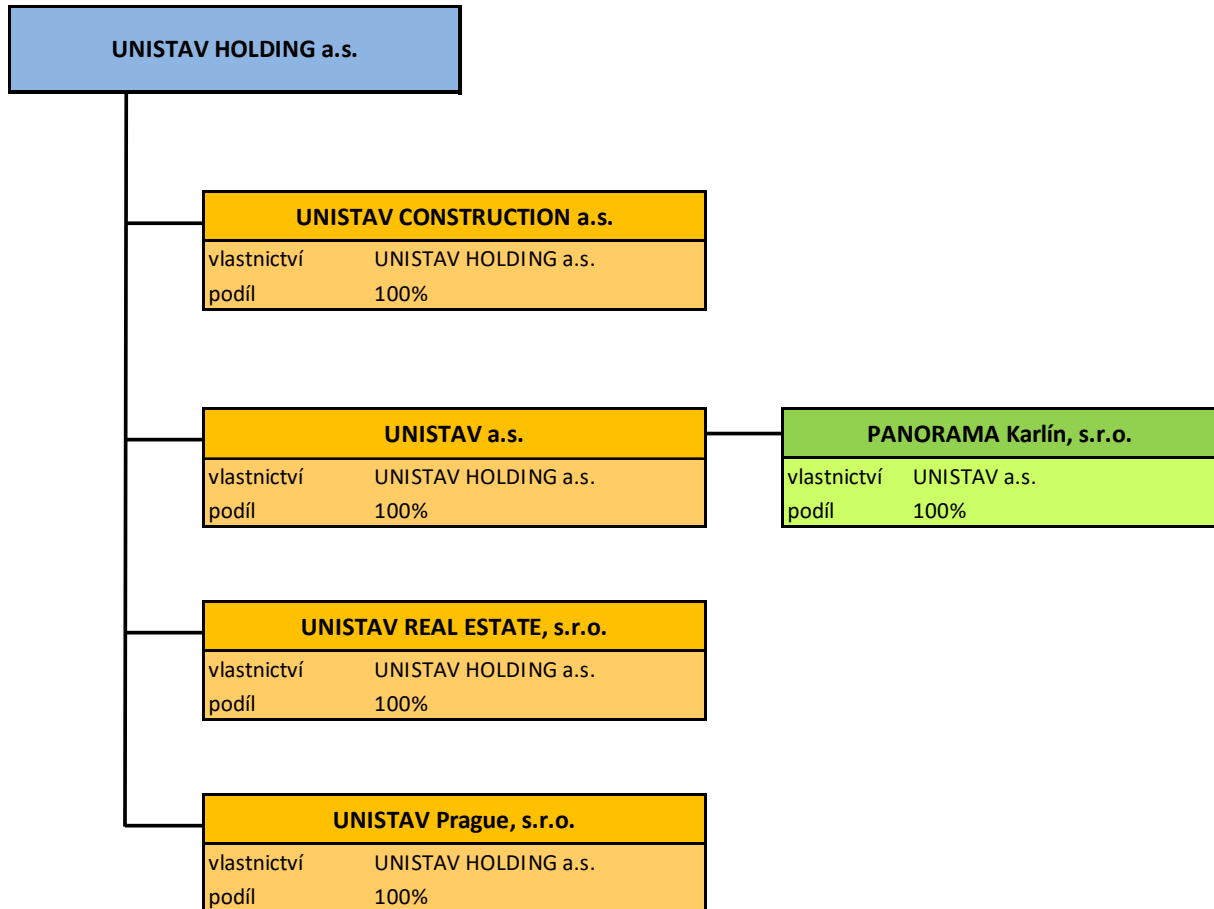 UNISTAV HOLDING a.s.
UNISTAV CONSTRUCTION a.s.
vlastnictví UNISTAV HOLDING a.s.
podíl 100%
UNISTAV a.s.
vlastnictví UNISTAV HOLDING a.s.
podíl 100%
PANORAMA Karlín, s.r.o.
vlastnictví UNISTAV a.s.
podíl 100%
UNISTAV REAL ESTATE, s.r.o.
vlastnictví UNISTAV HOLDING a.s.
podíl 100%
UNISTAV Prague, s.r.o.
vlastnictví UNISTAV HOLDING a.s.
podíl 100%